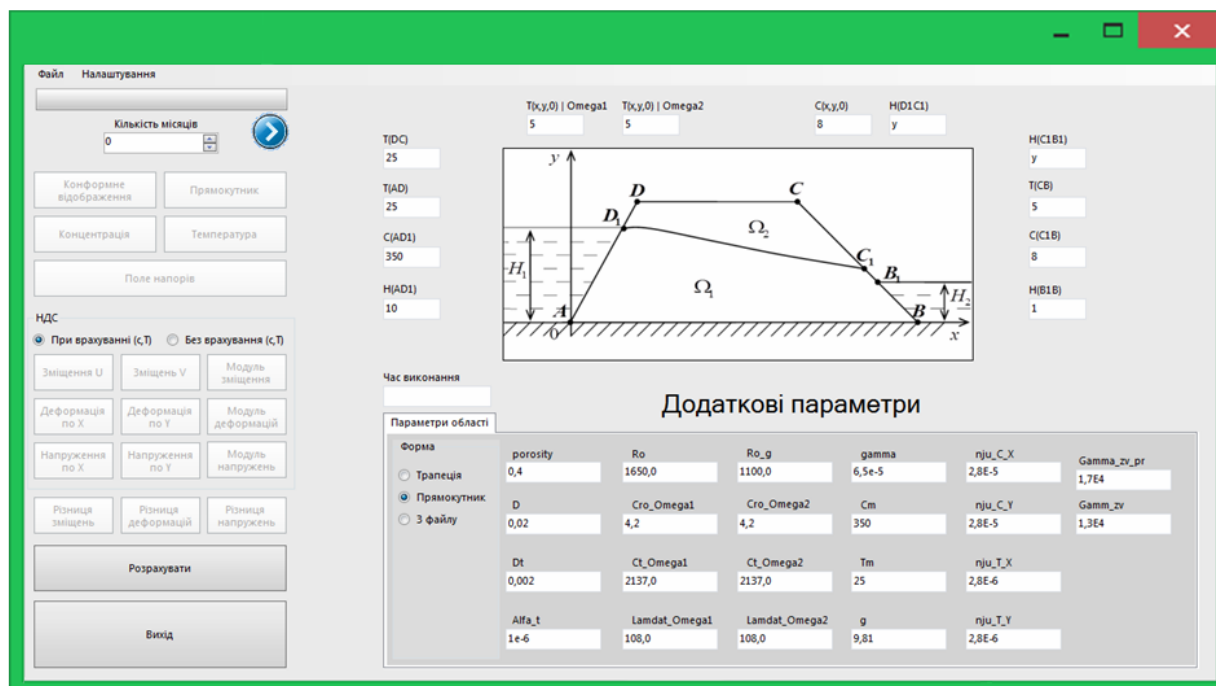 Файл Налаштування
Кількість місяців
0
Конформне
відображення
Прямокутник
Концентрація
Температура
Поле напорів
НДС
При врахуванні (c,T)
Без врахування (c,T)
Зміщення U
Зміщень V
Модуль
зміщення
Деформація
по X
Деформація
по Y
Модуль
деформацій
Напруження
по X
Напруження
по Y
Модуль
напружень
Різниця
зміщень
Різниця
деформацій
Різниця
напружень
Розрахувати
Вихід
T(x,y,0) | Omega1
5
T(x,y,0) | Omega2
5
C(x,y,0)
8
H(D1C1)
y
T(DC)
25
T(AD)
25
C(AD1)
350
H(AD1)
10
y
D
C
D₁
Ω₂
C₁
B₁
H₁
Ω₁
H₂
A
B
0
x
H(C1B1)
y
T(CB)
5
C(C1B)
8
H(B1B)
1
Час виконання
Додаткові параметри
Параметри області
Форма
Трапеція
Прямокутник
З файлу
porosity
0,4
Ro
1650,0
Ro_g
1100,0
gamma
6,5e-5
nju_C_X
2,8E-5
Gamma_zv_pr
1,7E4
D
0,02
Cro_Omega1
4,2
Cro_Omega2
4,2
Cm
350
nju_C_Y
2,8E-5
Gamm_zv
1,3E4
Dt
0,002
Ct_Omega1
2137,0
Ct_Omega2
2137,0
Tm
25
nju_T_X
2,8E-6
Alfa_t
1e-6
Lamdat_Omega1
108,0
Lamdat_Omega2
108,0
g
9,81
nju_T_Y
2,8E-6